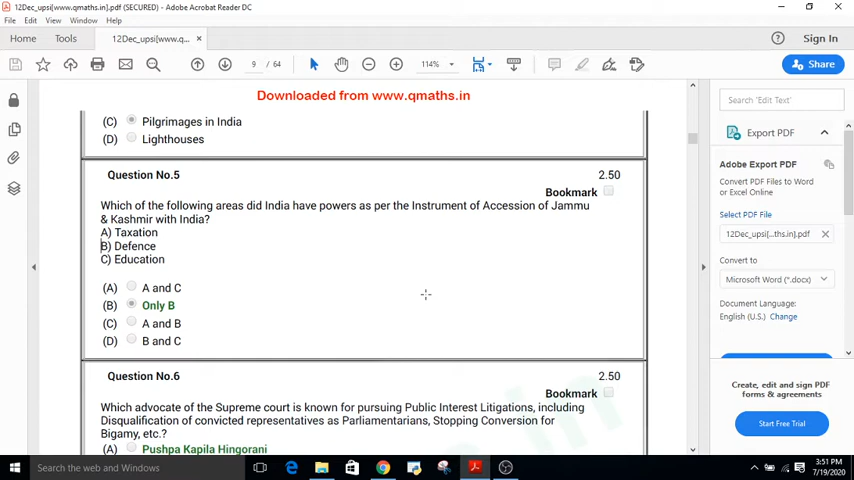 12Dec_upsi[www.qmaths.in].pdf (SECURED) - Adobe Acrobat Reader DC
File Edit View Window Help
Home Tools 12Dec_upsi[www.q... × Sign In
9 / 64 114% Share
Downloaded from www.qmaths.in
(C) Pilgrimages in India
(D) Lighthouses
Question No.5 2.50
Bookmark
Which of the following areas did India have powers as per the Instrument of Accession of Jammu
& Kashmir with India?
A) Taxation
B) Defence
C) Education
(A) A and C
(B) Only B
(C) A and B
(D) B and C
Question No.6 2.50
Bookmark
Which advocate of the Supreme court is known for pursuing Public Interest Litigations, including
Disqualification of convicted representatives as Parliamentarians, Stopping Conversion for
Bigamy, etc.?
(A) Pushpa Kapila Hingorani
Search 'Edit Text'
Export PDF
Adobe Export PDF
Convert PDF Files to Word
or Excel Online
Select PDF File
12Dec_upsi[...ths.in].pdf
Convert to
Microsoft Word (*.docx)
Document Language:
English (U.S.) Change
Create, edit and sign PDF
forms & agreements
Start Free Trial
Search Windows
3:51 PM
7/19/2020